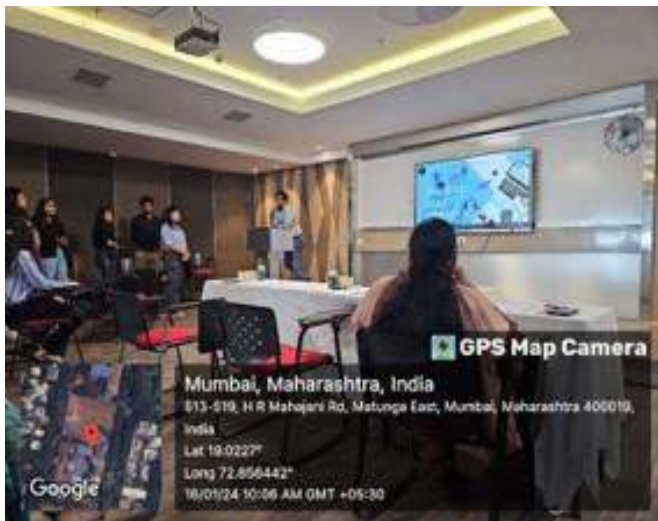 GPS Map Camera
Mumbai, Maharashtra, India
513-519, H R Mahajani Rd, Matunga East, Mumbai, Maharashtra 400019,
India
Lat 19.0227°
Long 72.856442°
16/01/24 10:06 AM GMT +05:30
Google